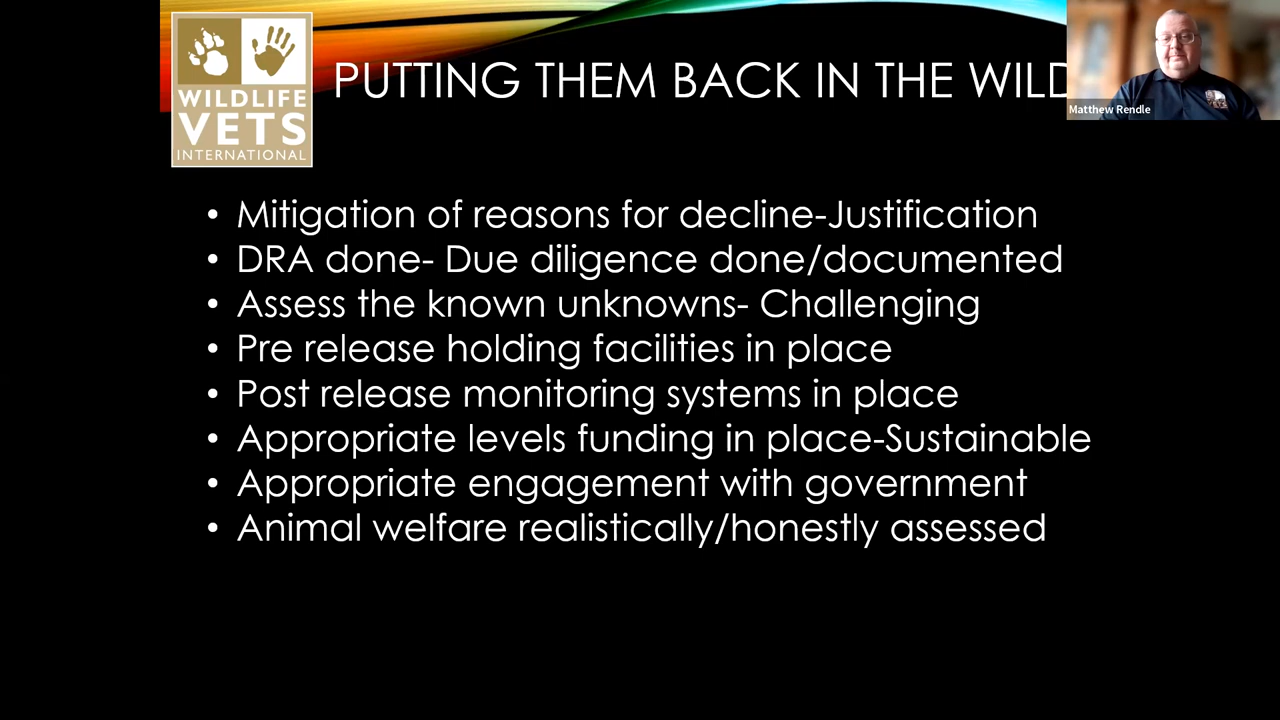 WILDLIFE
VETS
INTERNATIONAL
PUTTING THEM BACK IN THE WILD
Matthew Rendle
• Mitigation of reasons for decline-Justification
• DRA done- Due diligence done/documented
• Assess the known unknowns- Challenging
• Pre release holding facilities in place
• Post release monitoring systems in place
• Appropriate levels funding in place-Sustainable
• Appropriate engagement with government
• Animal welfare realistically/honestly assessed